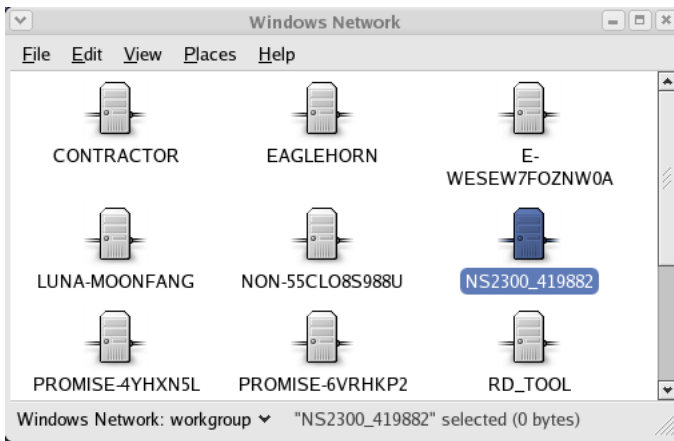 Windows Network
File Edit View Places Help
CONTRACTOR EAGLEHORN E-
WESEW7FOZNW0A
LUNA-MOONFANG NON-55CLO8S988U NS2300_419882
PROMISE-4YHXN5L PROMISE-6VRHKP2 RD_TOOL
Windows Network: workgroup "NS2300_419882" selected (0 bytes)